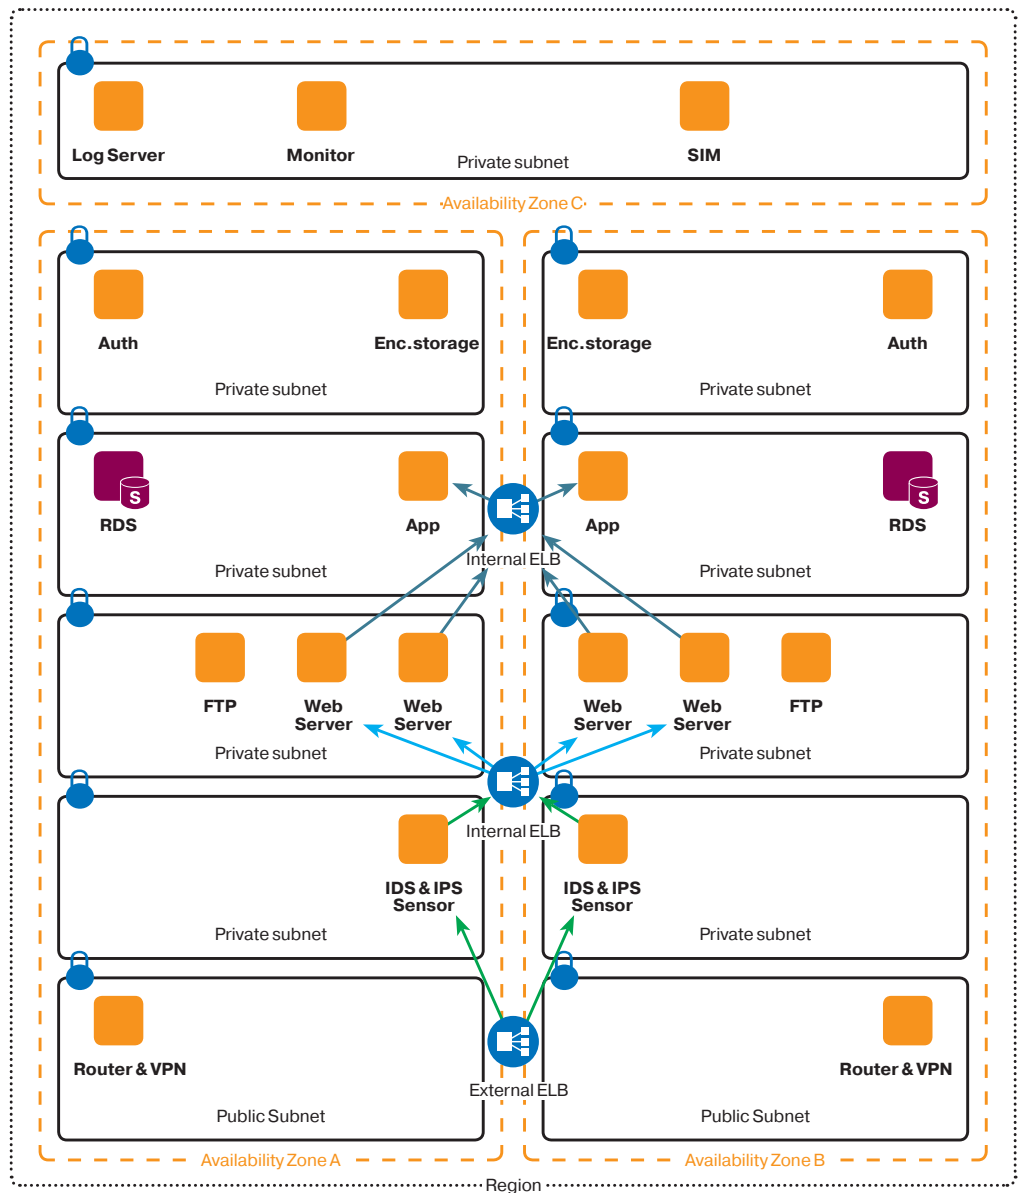 Log Server
Monitor
SIM
Private subnet
Availability Zone C
Auth
Enc.storage
Enc.storage
Auth
Private subnet
Private subnet
S
S
RDS
App
App
RDS
Internal ELB
Private subnet
Private subnet
FTP
Web
Server
Web
Server
Web
Server
Web
Server
FTP
Private subnet
Private subnet
Internal ELB
IDS & IPS
Sensor
IDS & IPS
Sensor
Private subnet
Private subnet
Router & VPN
Router & VPN
External ELB
Public Subnet
Public Subnet
Availability Zone A
Availability Zone B
Region